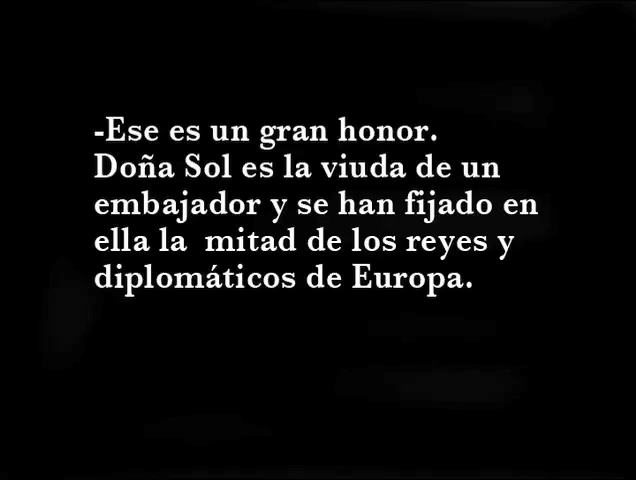 -Ese es un gran honor.
Doña Sol es la viuda de un
embajador y se han fijado en
ella la mitad de los reyes y
diplomáticos de Europa.